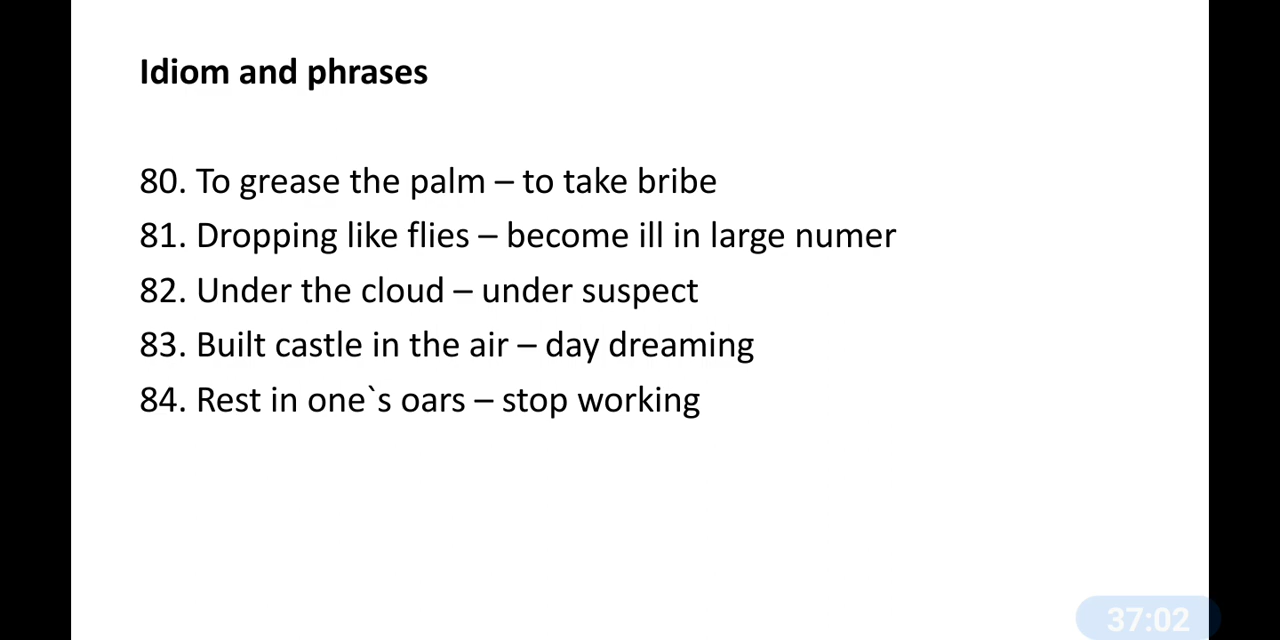 Idiom and phrases
80. To grease the palm – to take bribe
81. Dropping like flies – become ill in large numer
82. Under the cloud – under suspect
83. Built castle in the air – day dreaming
84. Rest in one`s oars – stop working
37:02